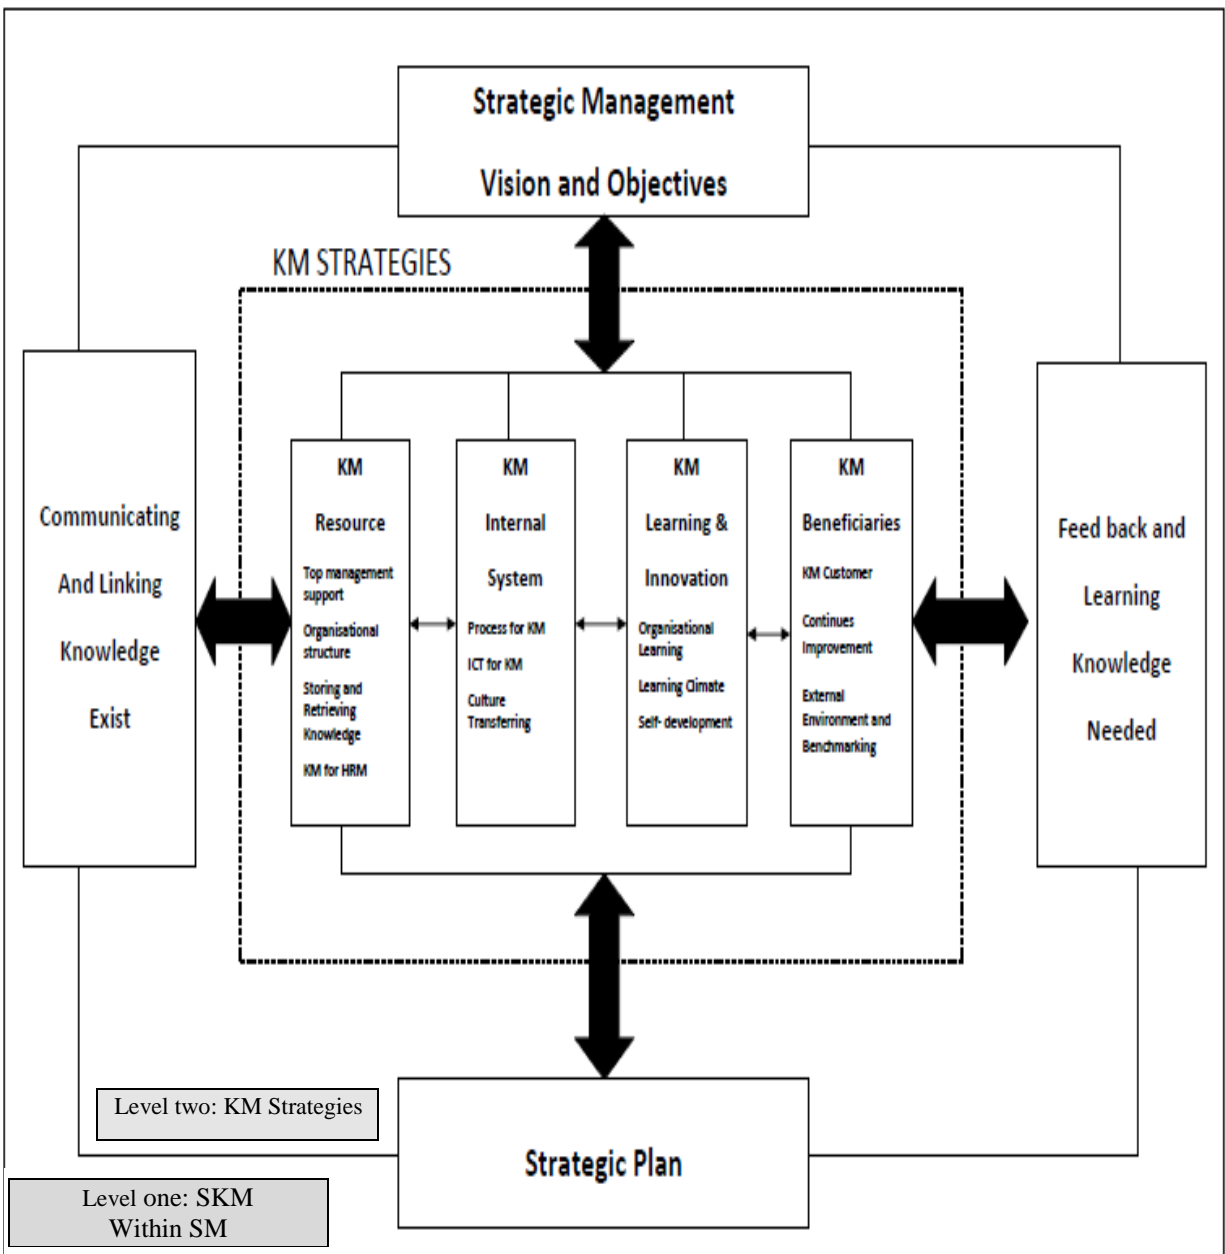 Strategic Management
Vision and Objectives
KM STRATEGIES
Communicating
And Linking
Knowledge
Exist
KM
Resource
Top management
support
Organisational
structure
Storing and
Retrieving
Knowledge
KM for HRM
KM
Internal
System
Process for KM
ICT for KM
Culture
Transferring
KM
Learning &
Innovation
Organisational
Learning
Learning Climate
Self- development
KM
Beneficiaries
KM Customer
Continues
Improvement
External
Environment and
Benchmarking
Feed back and
Learning
Knowledge
Needed
Level two: KM Strategies
Strategic Plan
Level one: SKM
Within SM